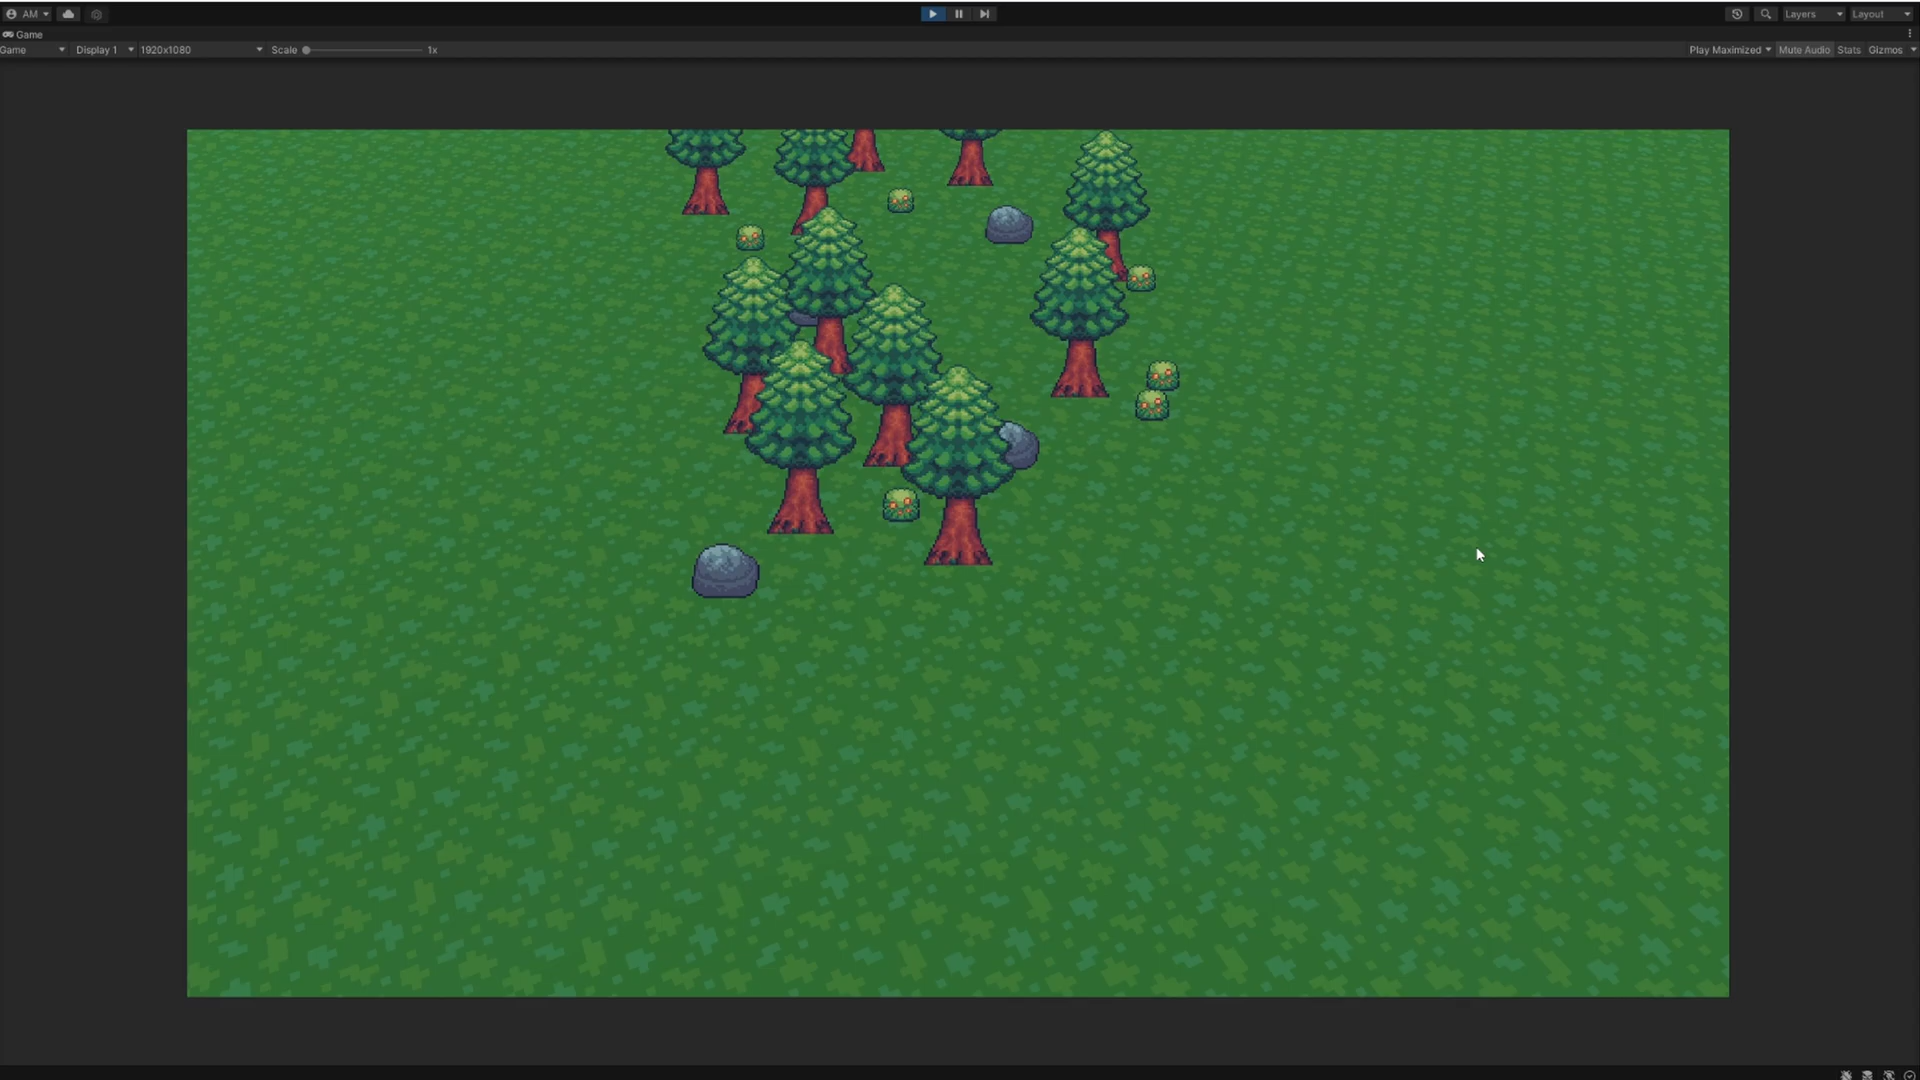 AM
Layers
Layout
Game
Game
Display 1
1920x1080
Scale
1x
Play Maximized
Mute Audio
Stats
Gizmos